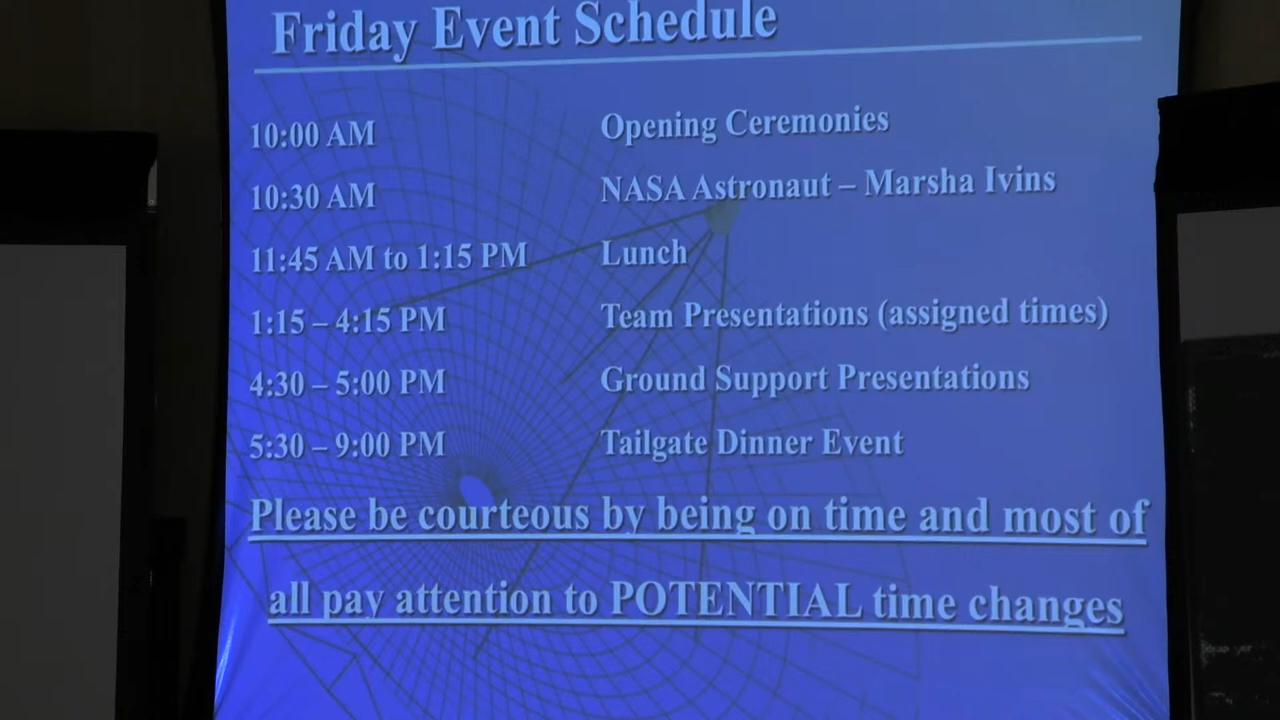 Friday Event Schedule
10:00 AM Opening Ceremonies
10:30 AM NASA Astronaut – Marsha Ivins
11:45 AM to 1:15 PM Lunch
1:15 – 4:15 PM Team Presentations (assigned times)
4:30 – 5:00 PM Ground Support Presentations
5:30 – 9:00 PM Tailgate Dinner Event
Please be courteous by being on time and most of
all pay attention to POTENTIAL time changes